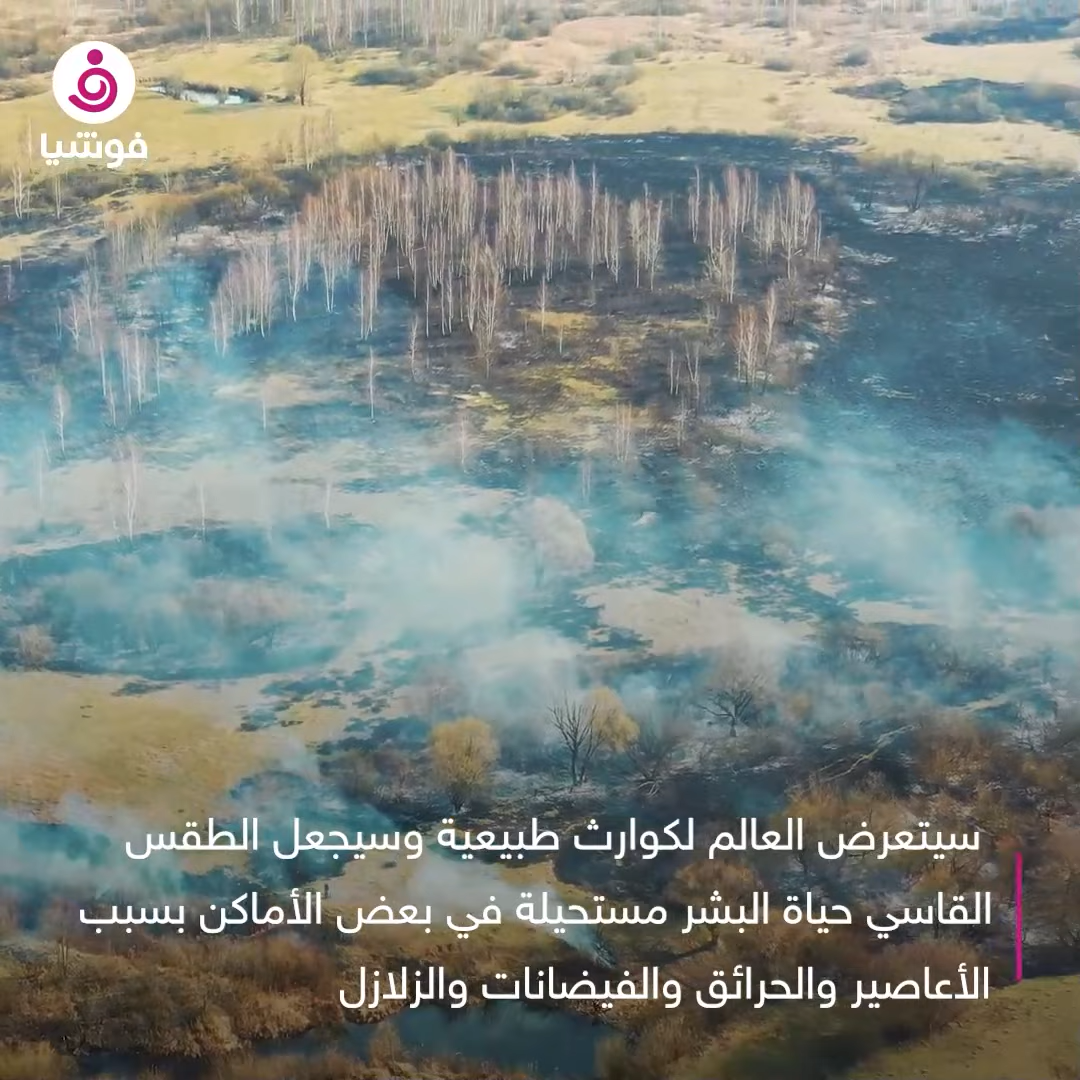 فوشيا
سيتعرض العالم لكوارث طبيعية وسيجعل الطقس
القاسي حياة البشر مستحيلة في بعض الأماكن بسبب
الأعاصير والحرائق والفيضانات والزلازل